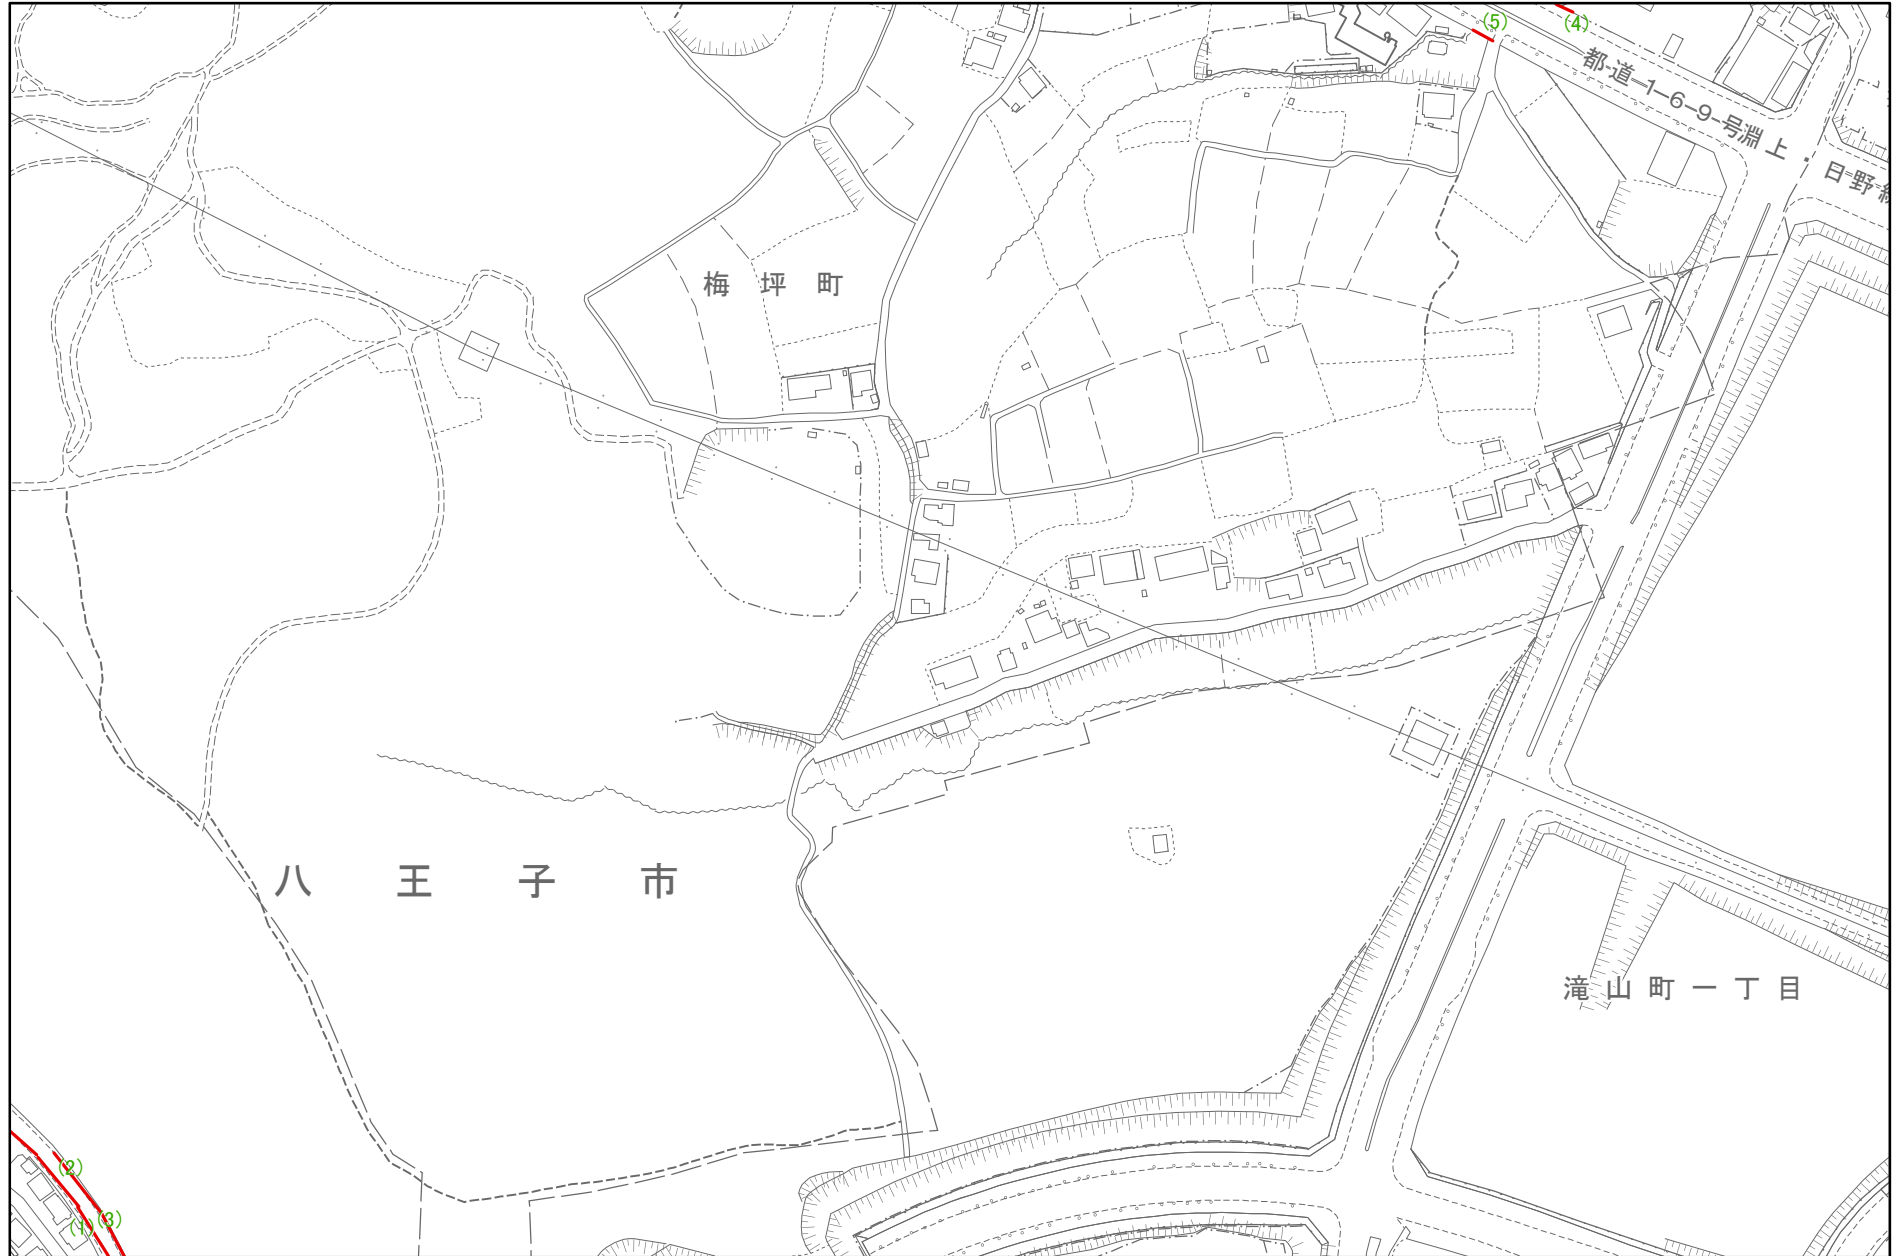 (5)
(4)
都道169号淵上・日野線
梅坪町
八王子市
滝山町一丁目
(2)
(1)
(3)